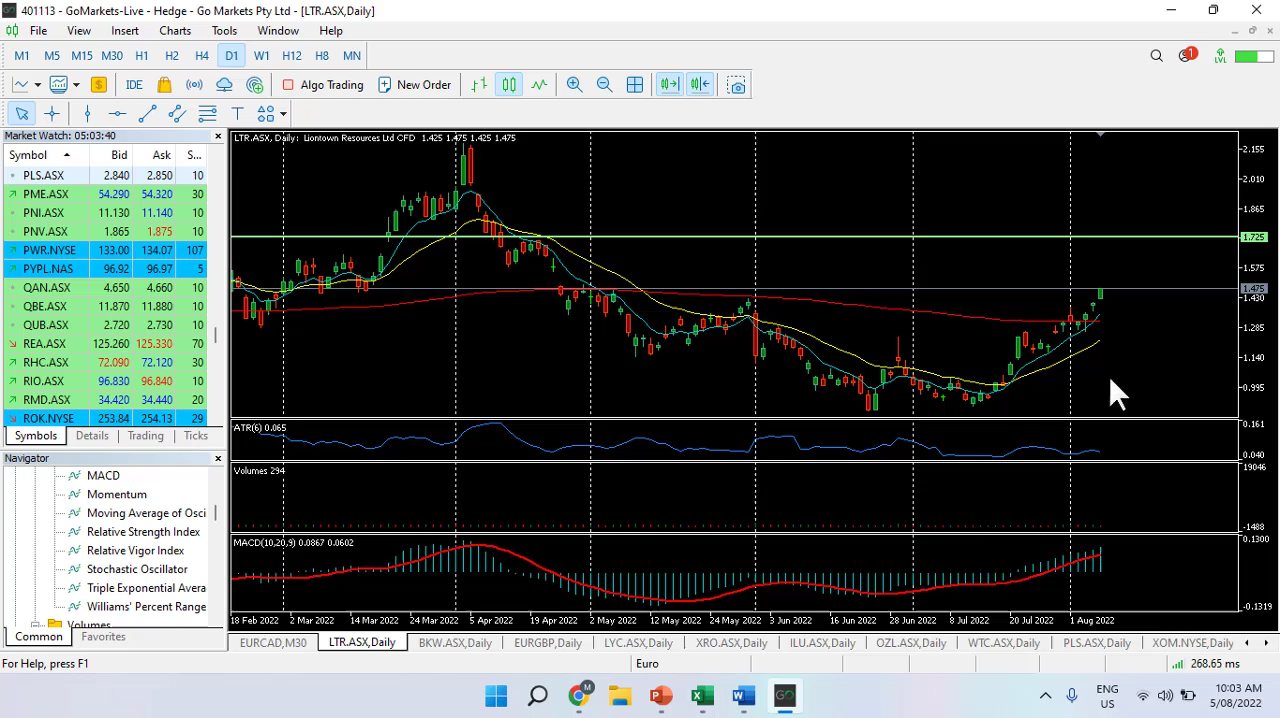 401113 - GoMarkets-Live - Hedge - Go Markets Pty Ltd - [LTR.ASX,Daily]
File View Insert Charts Tools Window Help
M1 M5 M15 M30 H1 H2 H4 D1 W1 H12 H8 MN
1
LVL
IDE Algo Trading New Order
Market Watch: 05:03:40
Symbol Bid Ask S...
PLS.ASX 2.840 2.850 10
PME.ASX 54.290 54.320 30
PNI.ASX 11.130 11.140 10
PNV.ASX 1.865 1.875 10
PWR.NYSE 133.00 134.07 107
PYPL.NAS 96.92 96.97 5
QAN.ASX 4.650 4.660 10
QBE.ASX 11.870 11.880 10
QUB.ASX 2.720 2.730 10
REA.ASX 125.260 125.330 70
RHC.ASX 72.090 72.120 30
RIO.ASX 96.830 96.840 10
RMD.ASX 34.420 34.440 20
ROK.NYSE 253.84 254.13 29
Symbols Details Trading Ticks
Navigator
MACD
Momentum
Moving Average of Osci
Relative Strength Index
Relative Vigor Index
Stochastic Oscillator
Triple Exponential Avera
Williams' Percent Range
Volumes
Common Favorites
LTR.ASX, Daily: Liontown Resources Ltd CFD 1.425 1.475 1.425 1.475
2.155
2.010
1.865
1.725
1.575
1.475
1.430
1.285
1.140
0.995
ATR(6) 0.065
0.161
0.040
Volumes 294
19046
-1488
MACD(10,20,9) 0.0867 0.0602
0.1300
-0.1319
18 Feb 2022 2 Mar 2022 14 Mar 2022 24 Mar 2022 5 Apr 2022 19 Apr 2022 2 May 2022 12 May 2022 24 May 2022 3 Jun 2022 16 Jun 2022 28 Jun 2022 8 Jul 2022 20 Jul 2022 1 Aug 2022
EURCAD,M30 LTR.ASX,Daily BKW.ASX,Daily EURGBP,Daily LYC.ASX,Daily XRO.ASX,Daily ILU.ASX,Daily OZL.ASX,Daily WTC.ASX,Daily PLS.ASX,Daily XOM.NYSE,Daily
For Help, press F1 Euro 268.65 ms
M
GO
ENG
US
10:03 AM
5/08/2022